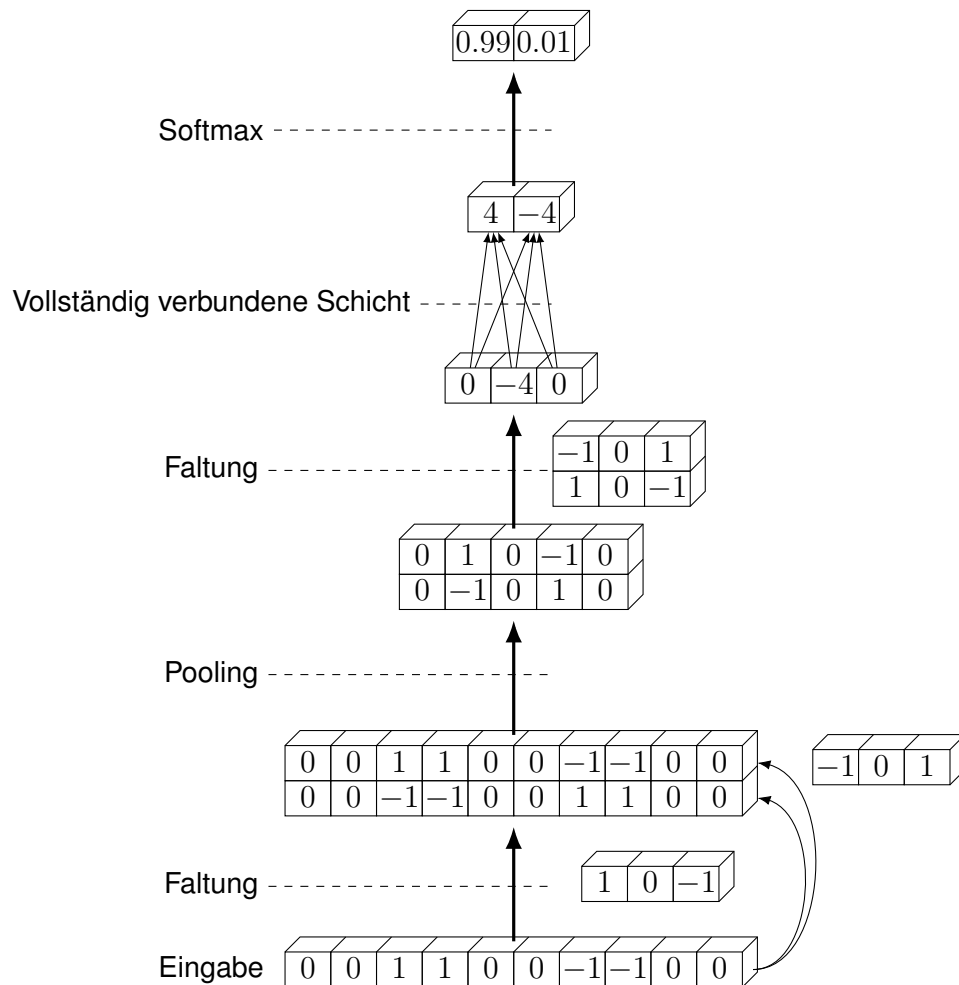 0.99 0.01
Softmax
4 −4
Vollständig verbundene Schicht
0 −4 0
−1 0 1
Faltung
1 0 −1
0 1 0 −1 0
0 −1 0 1 0
Pooling
0 0 1 1 0 0 −1 −1 0 0
−1 0 1
0 0 −1 −1 0 0 1 1 0 0
Faltung
1 0 −1
Eingabe
0 0 1 1 0 0 −1 −1 0 0